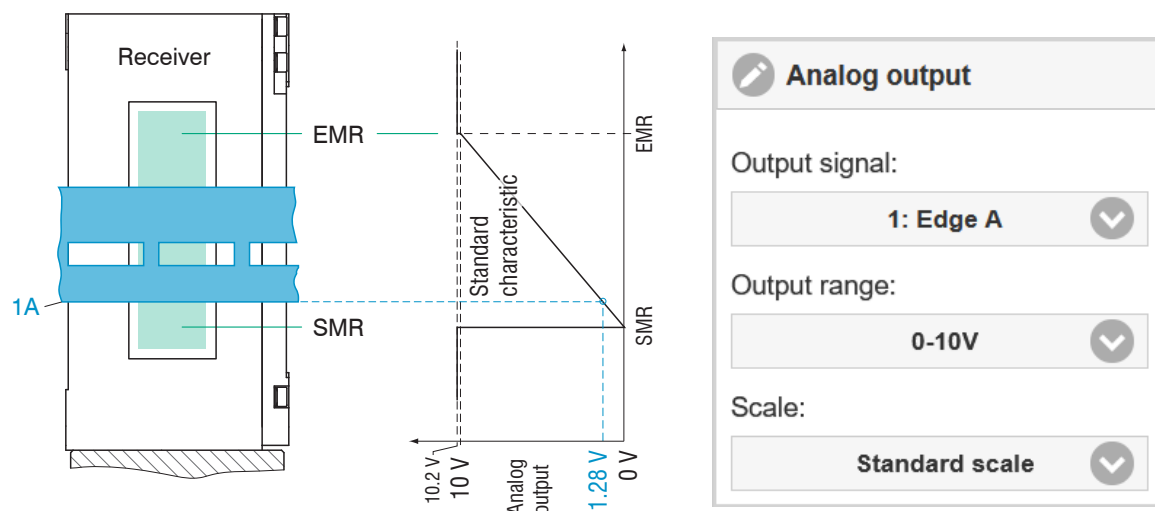 Receiver
EMR
1A
SMR
Standard
characteristic
EMR
SMR
10.2 V
10 V
Analog
output
1.28 V
0 V
Analog output
Output signal:
1: Edge A
Output range:
0-10V
Scale:
Standard scale